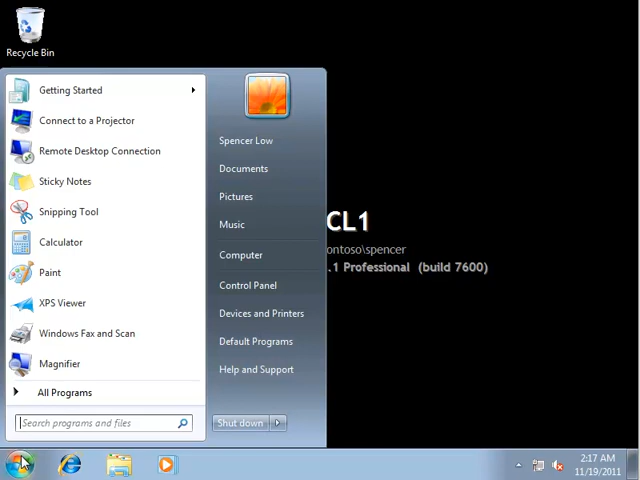 Recycle Bin
Getting Started
Connect to a Projector
Remote Desktop Connection
Sticky Notes
Snipping Tool
Calculator
Paint
XPS Viewer
Windows Fax and Scan
Magnifier
All Programs
Search programs and files
Spencer Low
Documents
Pictures
Music
Computer
Control Panel
Devices and Printers
Default Programs
Help and Support
Shut down
CL1
ontoso\spencer
.1 Professional (build 7600)
2:17 AM
11/19/2011